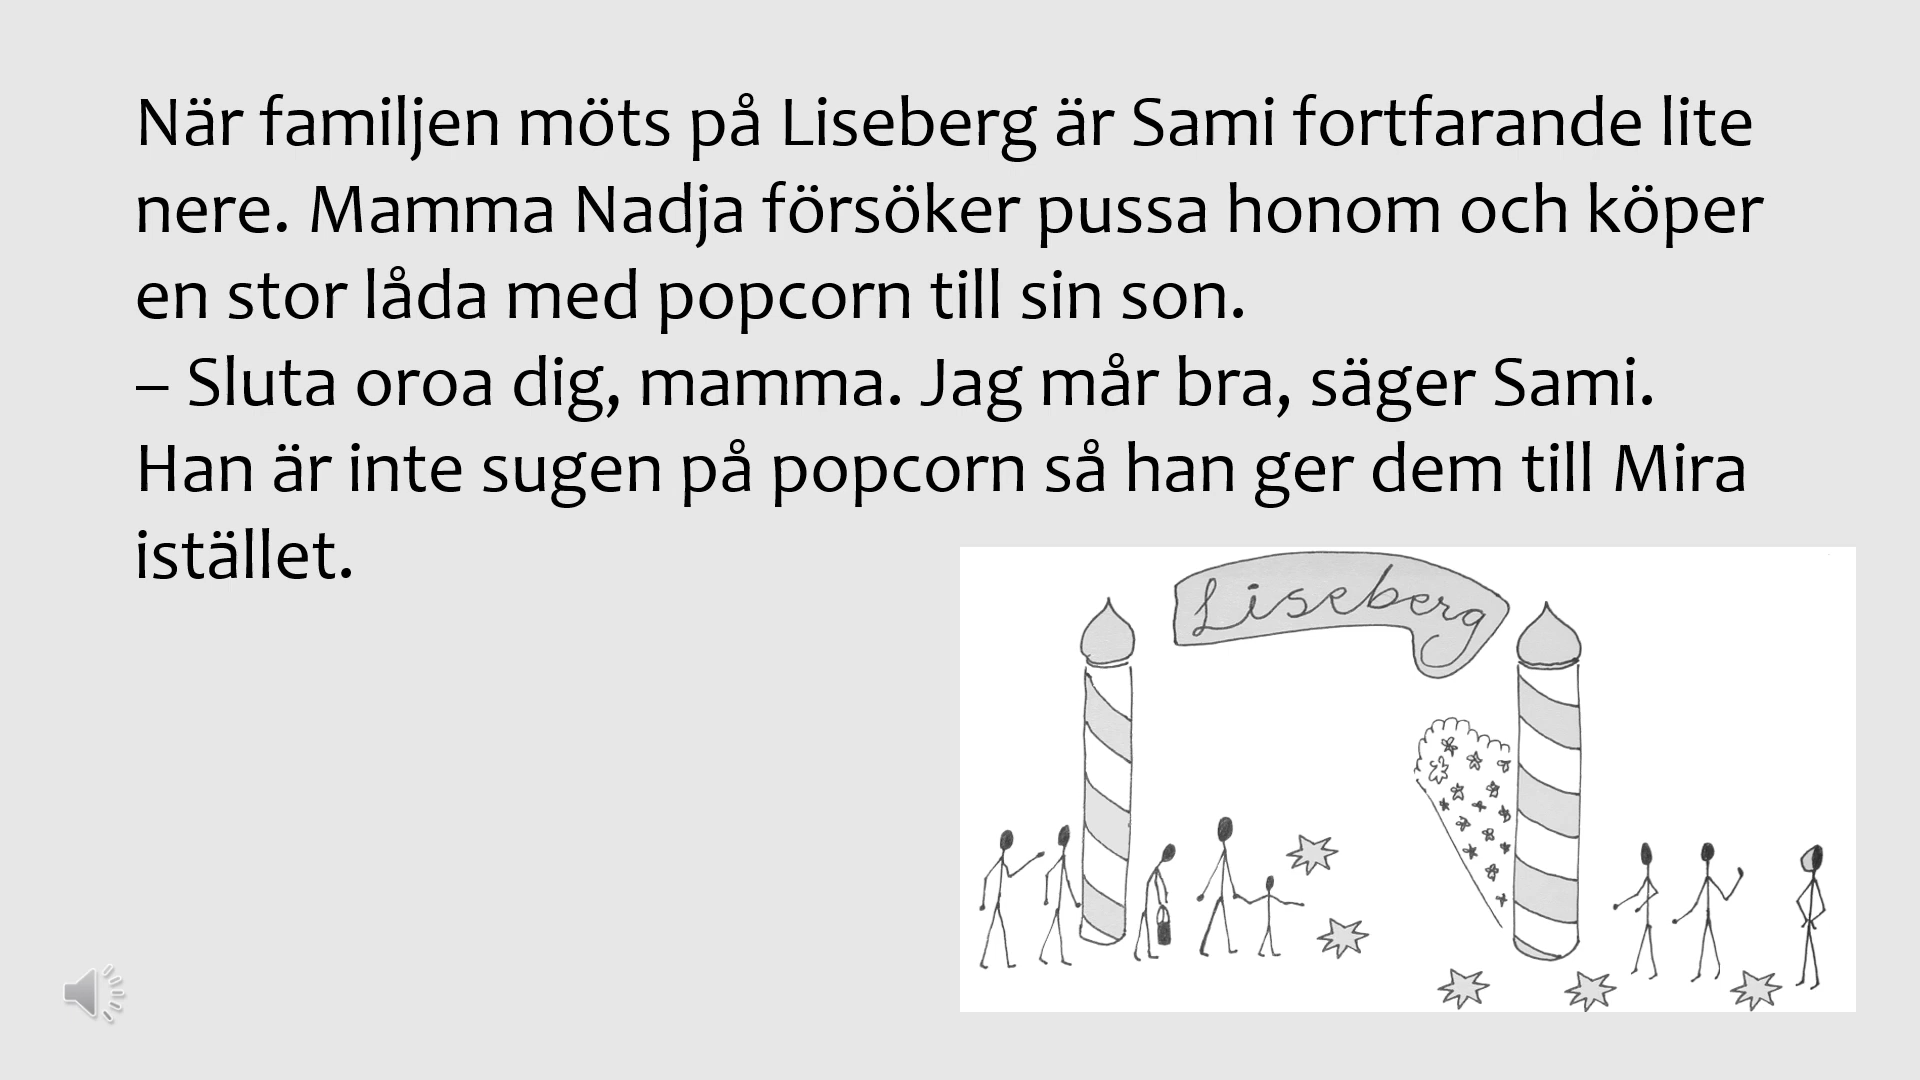 När familjen möts på Liseberg är Sami fortfarande lite
nere. Mamma Nadja försöker pussa honom och köper
en stor låda med popcorn till sin son.
– Sluta oroa dig, mamma. Jag mår bra, säger Sami.
Han är inte sugen på popcorn så han ger dem till Mira
istället.
Liseberg